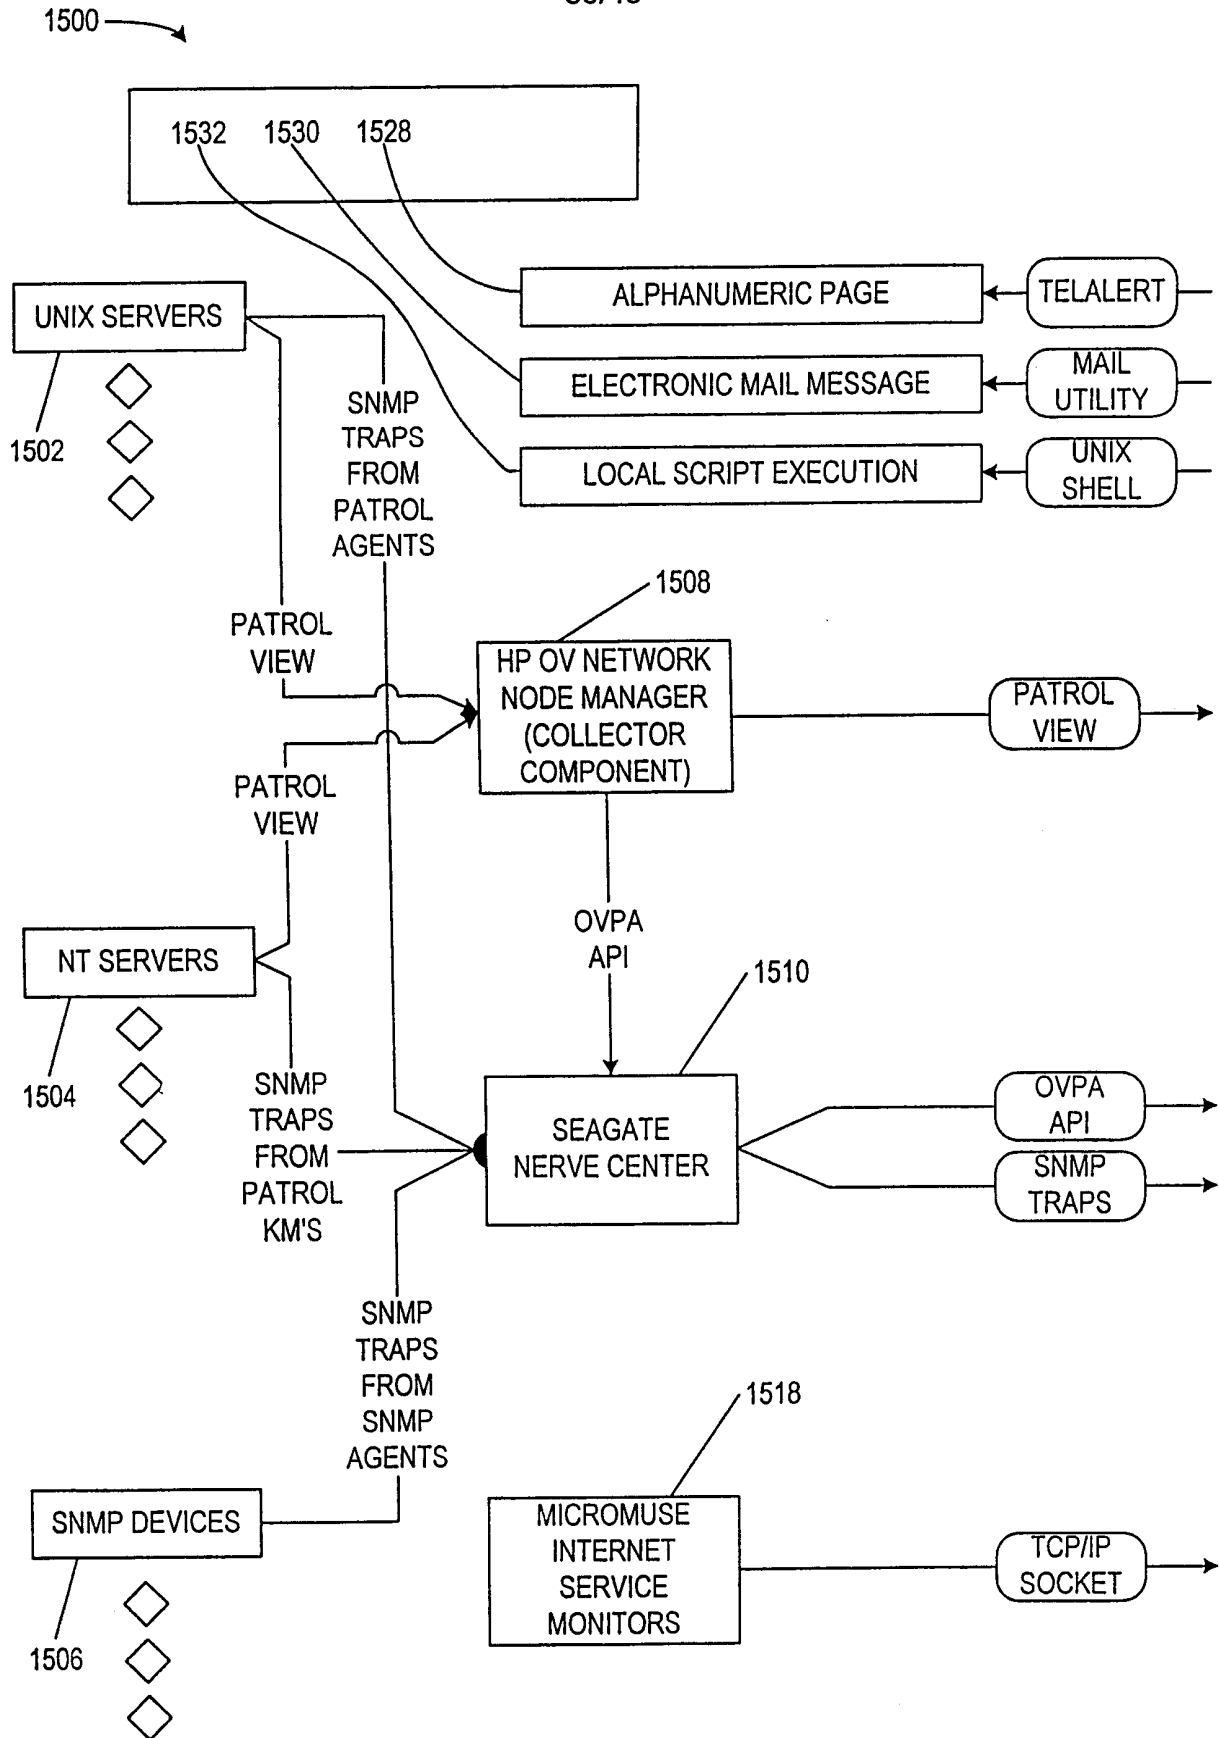 1500
1532 1530 1528
ALPHANUMERIC PAGE
TELALERT
UNIX SERVERS
ELECTRONIC MAIL MESSAGE
MAIL
UTILITY
1502
SNMP
TRAPS
FROM
PATROL
AGENTS
LOCAL SCRIPT EXECUTION
UNIX
SHELL
1508
PATROL
VIEW
HP OV NETWORK
NODE MANAGER
(COLLECTOR
COMPONENT)
PATROL
VIEW
PATROL
VIEW
OVPA
API
NT SERVERS
1510
1504
SNMP
TRAPS
FROM
PATROL
KM'S
SEAGATE
NERVE CENTER
OVPA
API
SNMP
TRAPS
SNMP
TRAPS
FROM
SNMP
AGENTS
1518
SNMP DEVICES
MICROMUSE
INTERNET
SERVICE
MONITORS
TCP/IP
SOCKET
1506